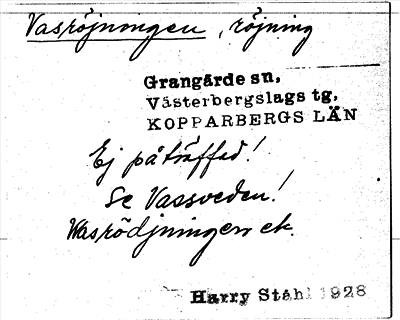 Vasröjningen, röjning
Grangärde sn,
Västerbergslags tg,
KOPPARBERGS LÄN
Ej påträffad!
Se Vassveden!
Wasrödjningen ek.
Harry Ståhl 1928